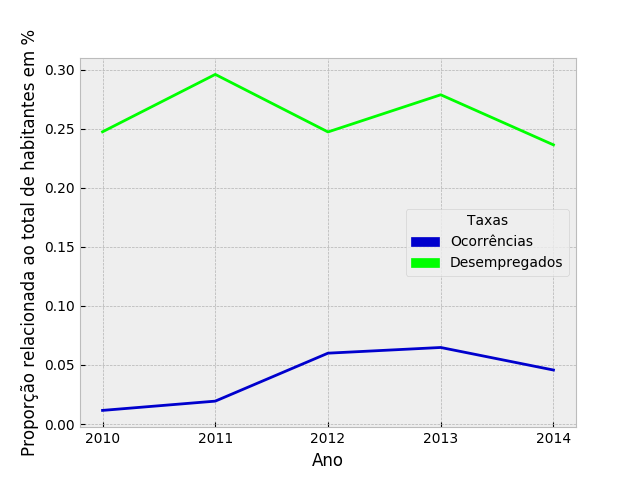 Proporção relacionada ao total de habitantes em %
0.30
0.25
0.20
0.15
0.10
0.05
0.00
Taxas
Ocorrências
Desempregados
2010 2011 2012 2013 2014
Ano